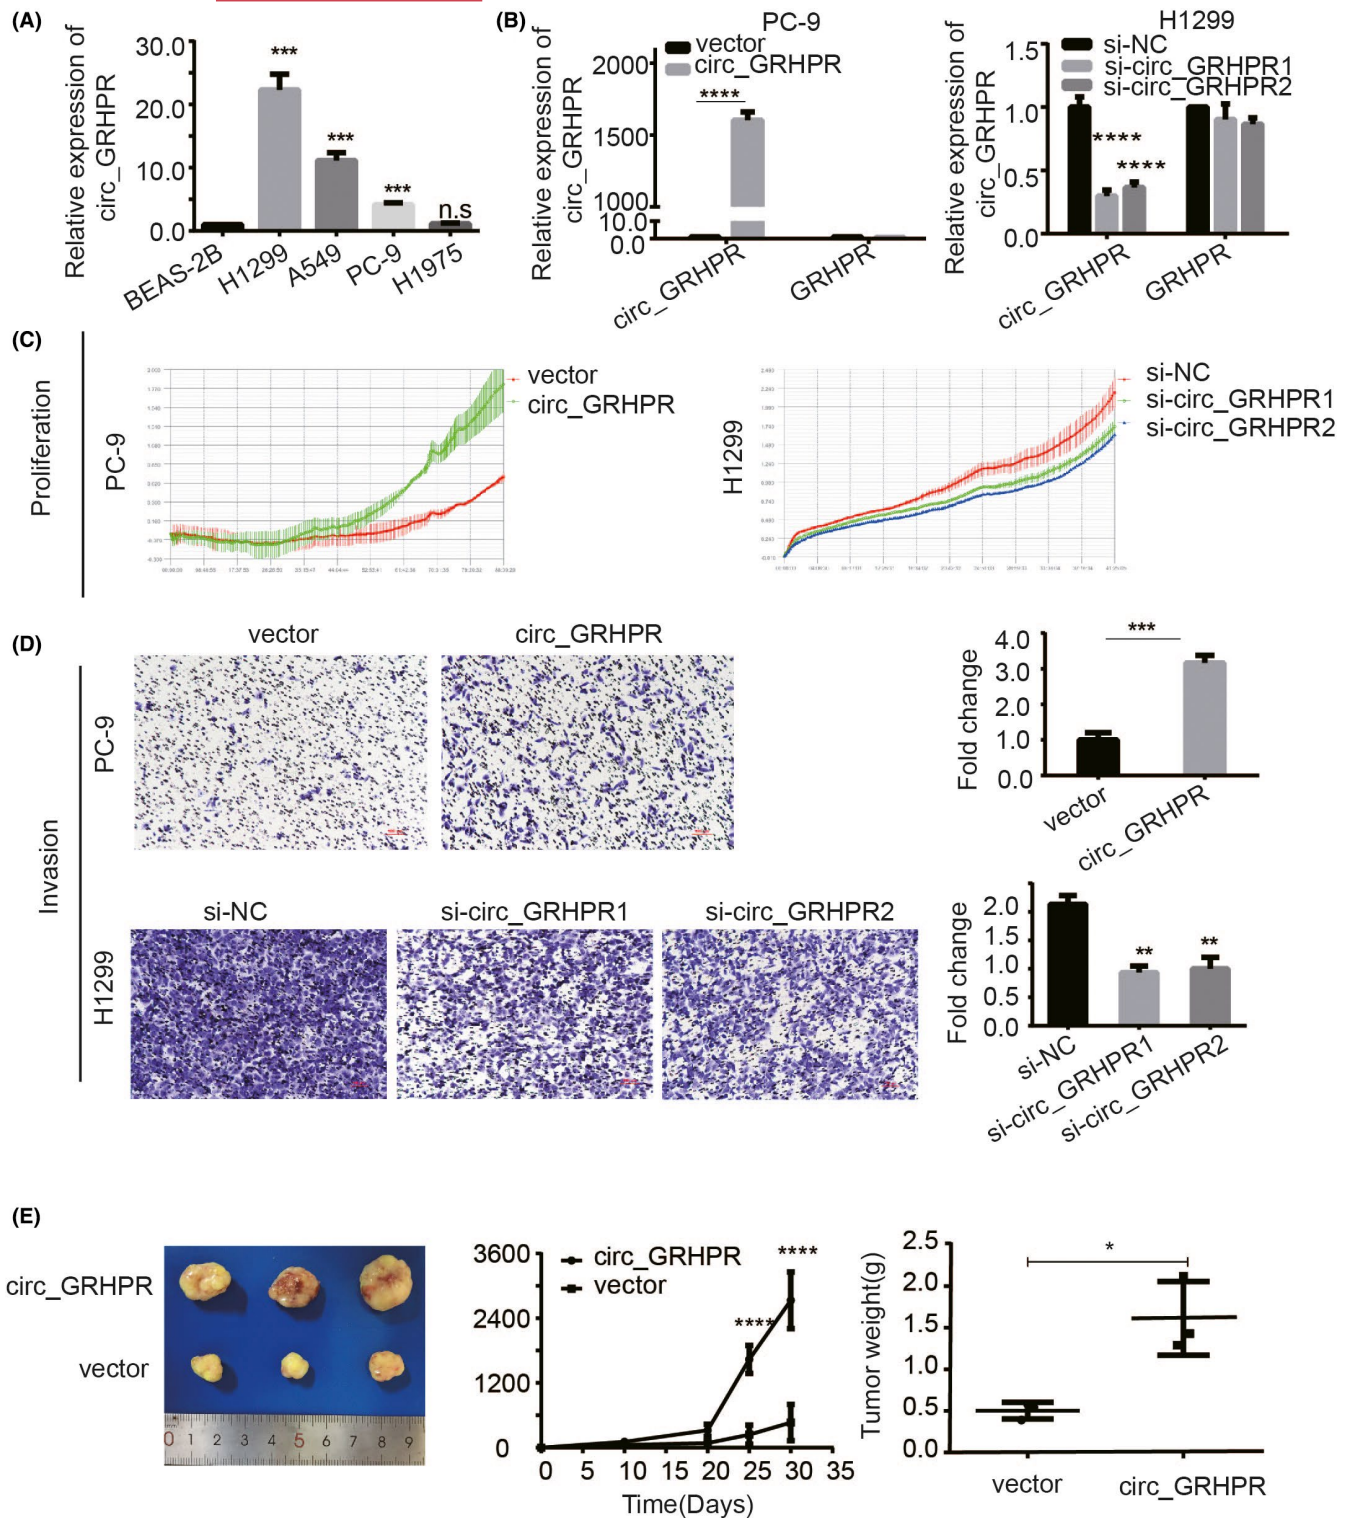 (A)
Relative expression of
circ_GRHPR
30.0
20.0
10.0
0.0
***
***
***
n.s
BEAS-2B
H1299
A549
PC-9
H1975
(B)
PC-9
Relative expression of
circ_GRHPR
vector
circ_GRHPR
2000
1500
1000
10.0
0.0
****
circ_GRHPR
GRHPR
H1299
Relative expression of
circ_GRHPR
si-NC
si-circ_GRHPR1
si-circ_GRHPR2
1.5
1.0
0.5
0.0
****
****
circ_GRHPR
GRHPR
(C)
Proliferation
PC-9
vector
circ_GRHPR
H1299
si-NC
si-circ_GRHPR1
si-circ_GRHPR2
(D)
Invasion
vector
circ_GRHPR
PC-9
Fold change
4.0
3.0
2.0
1.0
0.0
***
vector
circ_GRHPR
si-NC
si-circ_GRHPR1
si-circ_GRHPR2
H1299
Fold change
2.0
1.5
1.0
0.5
0.0
**
**
si-NC
si-circ_GRHPR1
si-circ_GRHPR2
(E)
circ_GRHPR
vector
0 1 2 3 4 5 6 7 8 9
3600
2400
1200
0
circ_GRHPR
vector
****
****
0 5 10 15 20 25 30 35
Time(Days)
Tumor weight(g)
2.5
2.0
1.5
1.0
0.5
0.0
*
vector
circ_GRHPR